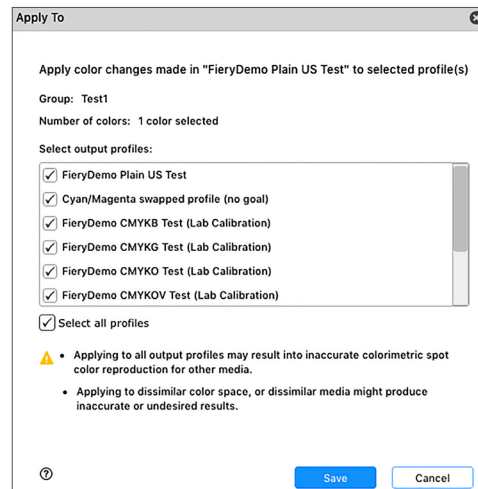 Apply To
Apply color changes made in "FieryDemo Plain US Test" to selected profile(s)
Group: Test1
Number of colors: 1 color selected
Select output profiles:
FieryDemo Plain US Test
Cyan/Magenta swapped profile (no goal)
FieryDemo CMYKB Test (Lab Calibration)
FieryDemo CMYKG Test (Lab Calibration)
FieryDemo CMYKO Test (Lab Calibration)
FieryDemo CMYKOV Test (Lab Calibration)
Select all profiles
• Applying to all output profiles may result into inaccurate colorimetric spot
color reproduction for other media.
• Applying to dissimilar color space, or dissimilar media might produce
inaccurate or undesired results.
Save Cancel